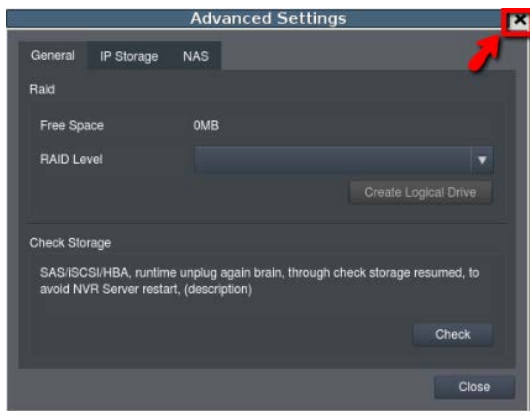 Advanced Settings
General IP Storage NAS
Raid
Free Space 0MB
RAID Level
Create Logical Drive
Check Storage
SAS/ISCSI/HBA, runtime unplug again brain, through check storage resumed, to
avoid NVR Server restart, (description)
Check
Close